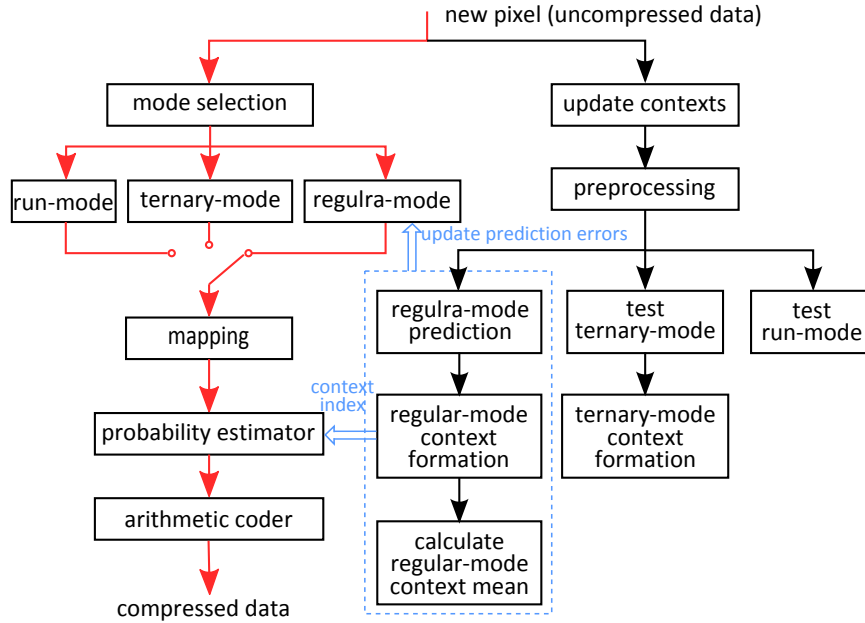 new pixel (uncompressed data)
mode selection
update contexts
run-mode
ternary-mode
regulra-mode
preprocessing
update prediction errors
regulra-mode
prediction
test
ternary-mode
test
run-mode
mapping
context
index
regular-mode
context
formation
ternary-mode
context
formation
probability estimator
arithmetic coder
calculate
regular-mode
context mean
compressed data